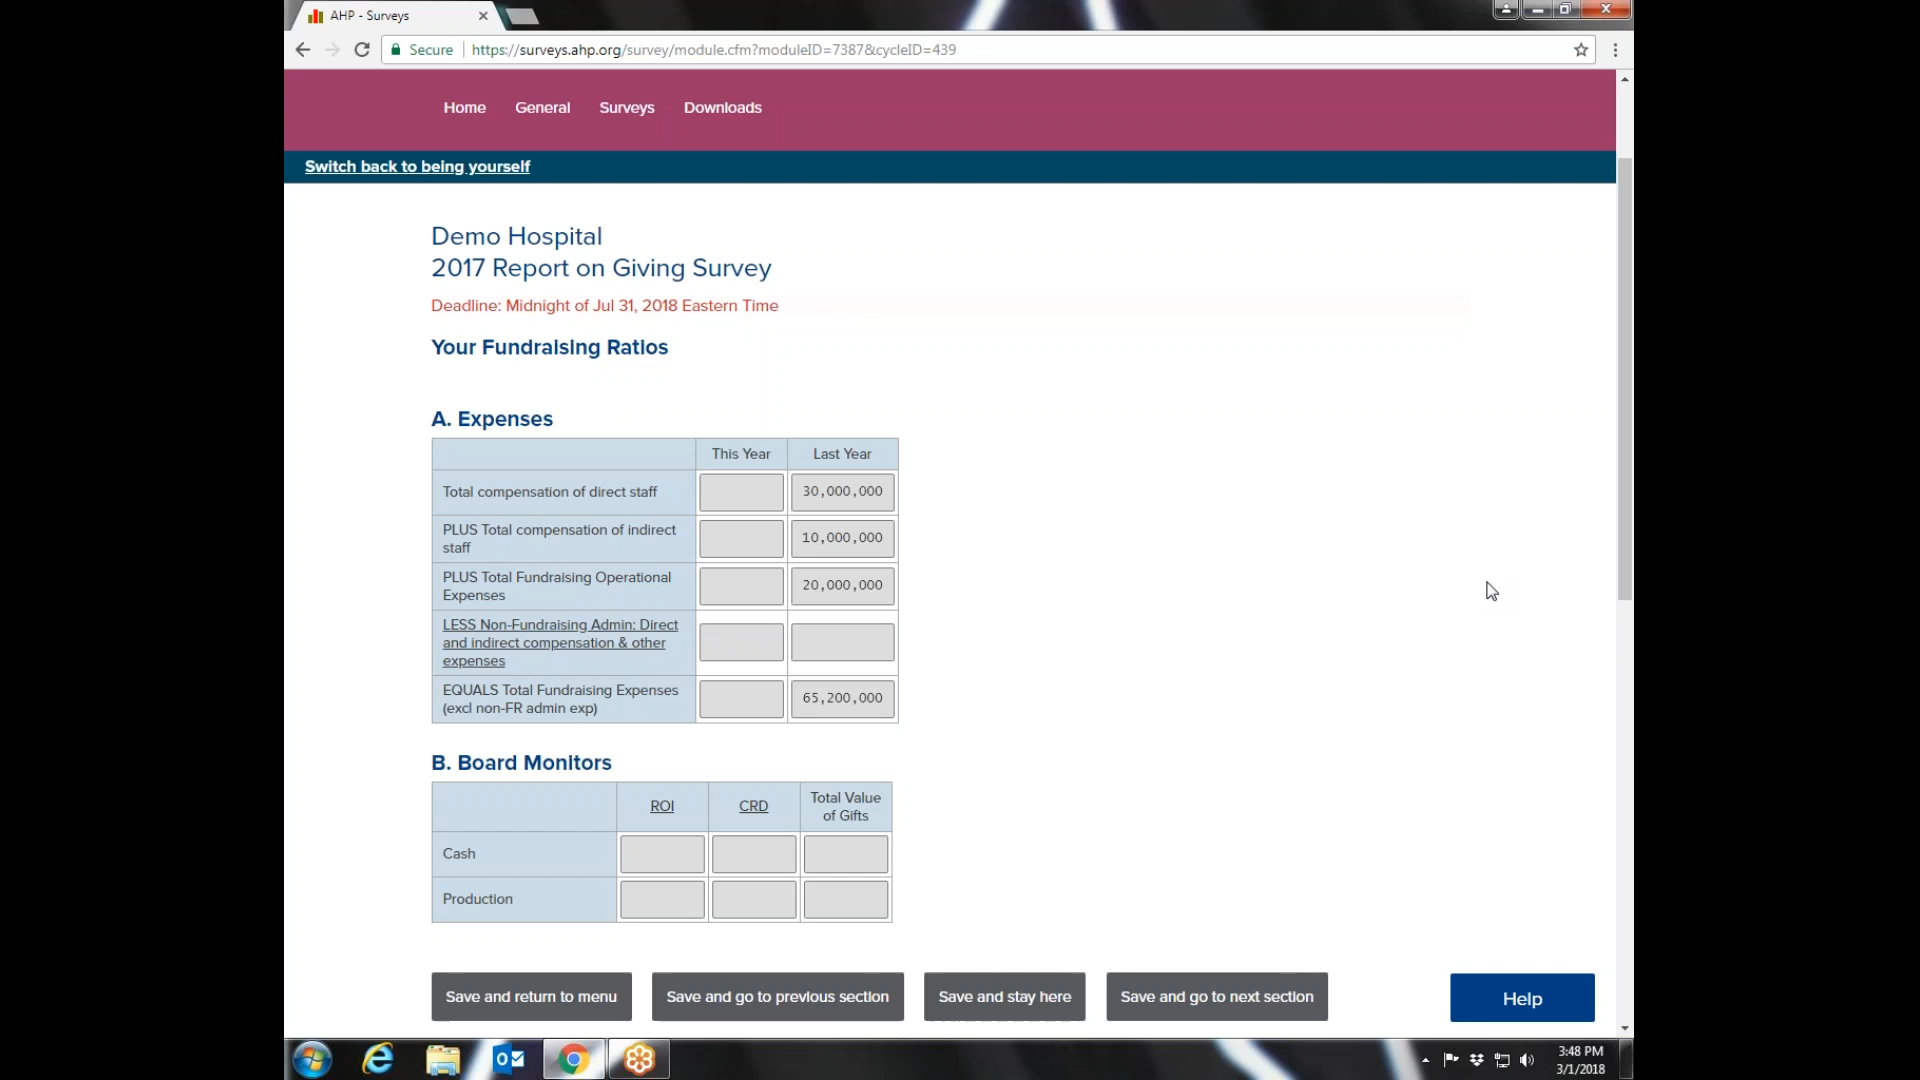 AHP - Surveys
Secure | https://surveys.ahp.org/survey/module.cfm?moduleID=7387&cycleID=439
Home General Surveys Downloads
Switch back to being yourself
Demo Hospital
2017 Report on Giving Survey
Deadline: Midnight of Jul 31, 2018 Eastern Time
Your Fundraising Ratios
A. Expenses
This Year Last Year
Total compensation of direct staff 30,000,000
PLUS Total compensation of indirect
staff 10,000,000
PLUS Total Fundraising Operational
Expenses 20,000,000
LESS Non-Fundraising Admin: Direct
and indirect compensation & other
expenses
EQUALS Total Fundraising Expenses
(excl non-FR admin exp) 65,200,000
B. Board Monitors
ROI CRD Total Value
of Gifts
Cash
Production
Save and return to menu Save and go to previous section Save and stay here Save and go to next section Help
3:48 PM
3/1/2018